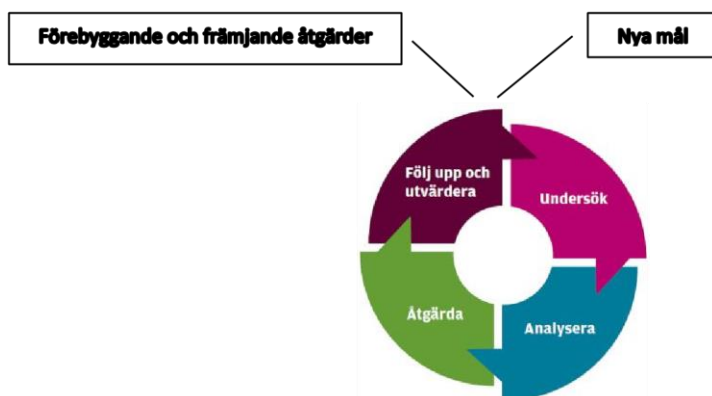 Förebyggande och främjande åtgärder
Nya mål
Följ upp och
utvärdera
Undersök
Åtgärda
Analysera